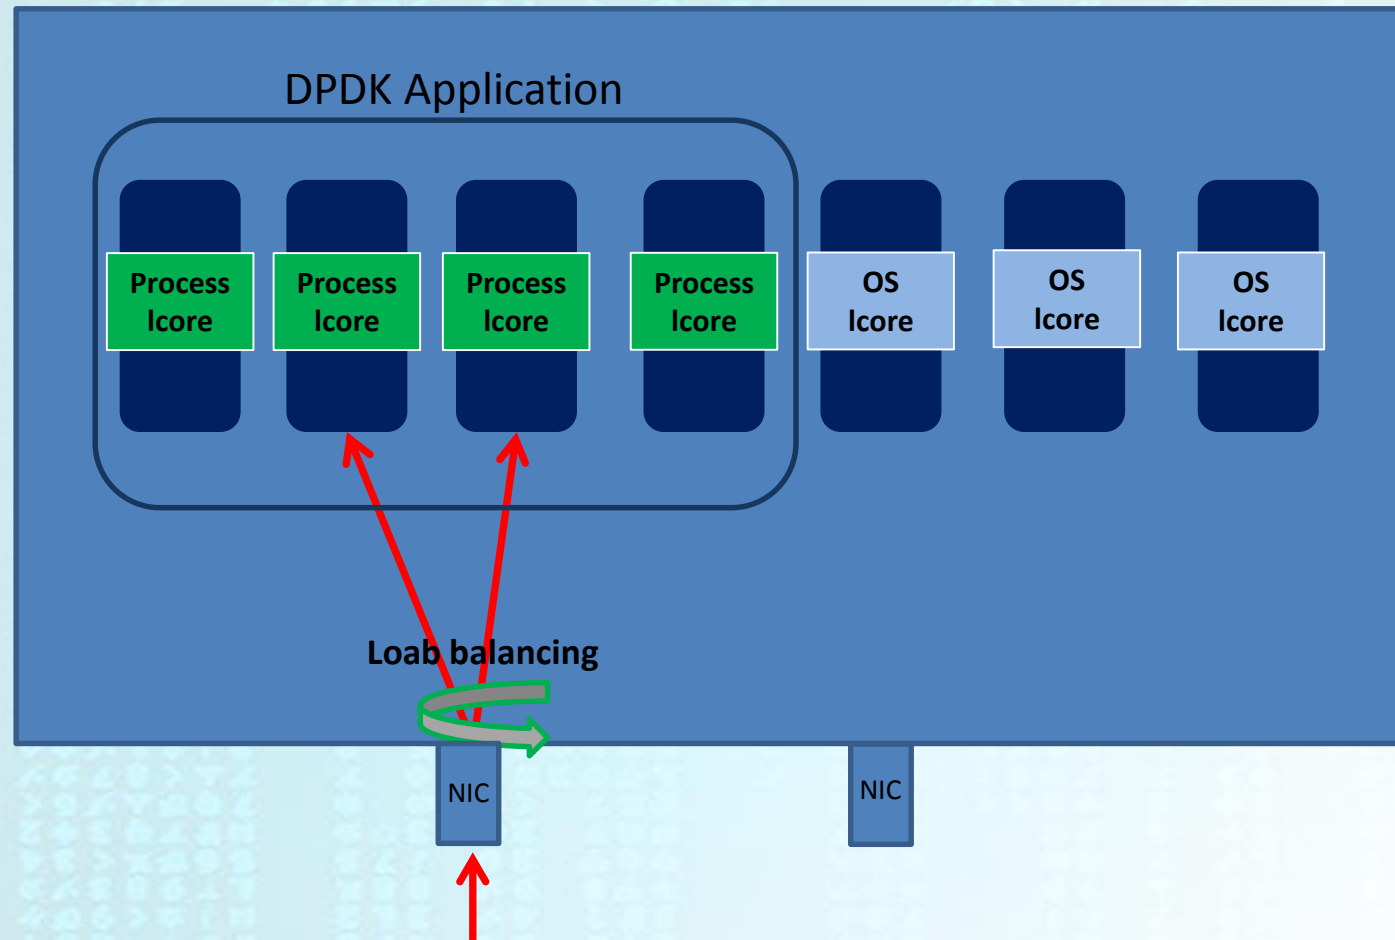 DPDK Application
Process
lcore
Process
lcore
Process
lcore
Process
lcore
OS
lcore
OS
lcore
OS
lcore
Loab balancing
NIC
NIC